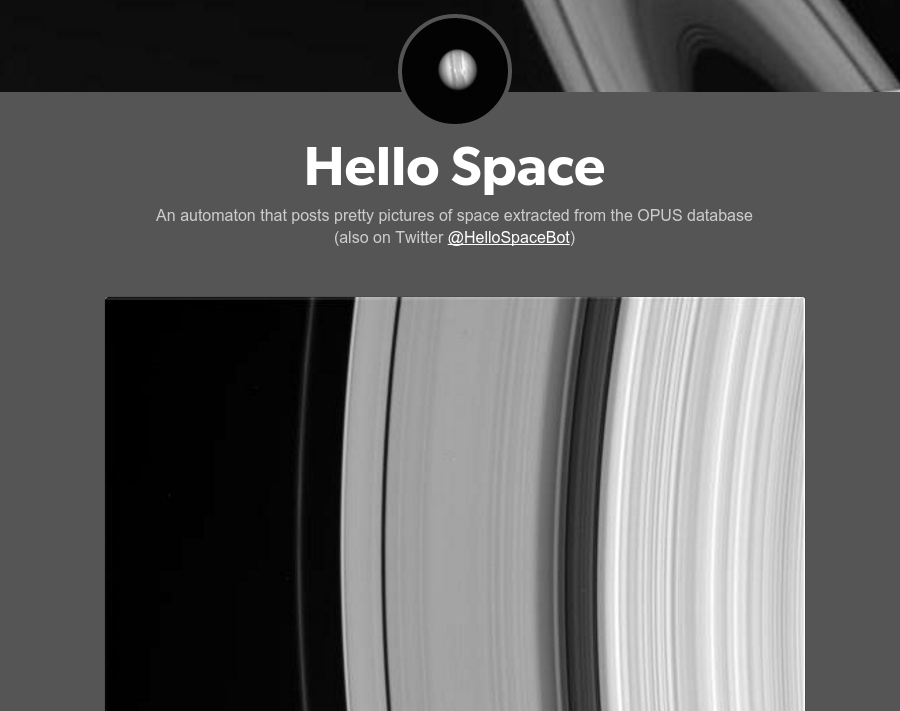 Hello Space
An automaton that posts pretty pictures of space extracted from the OPUS database
(also on Twitter @HelloSpaceBot)